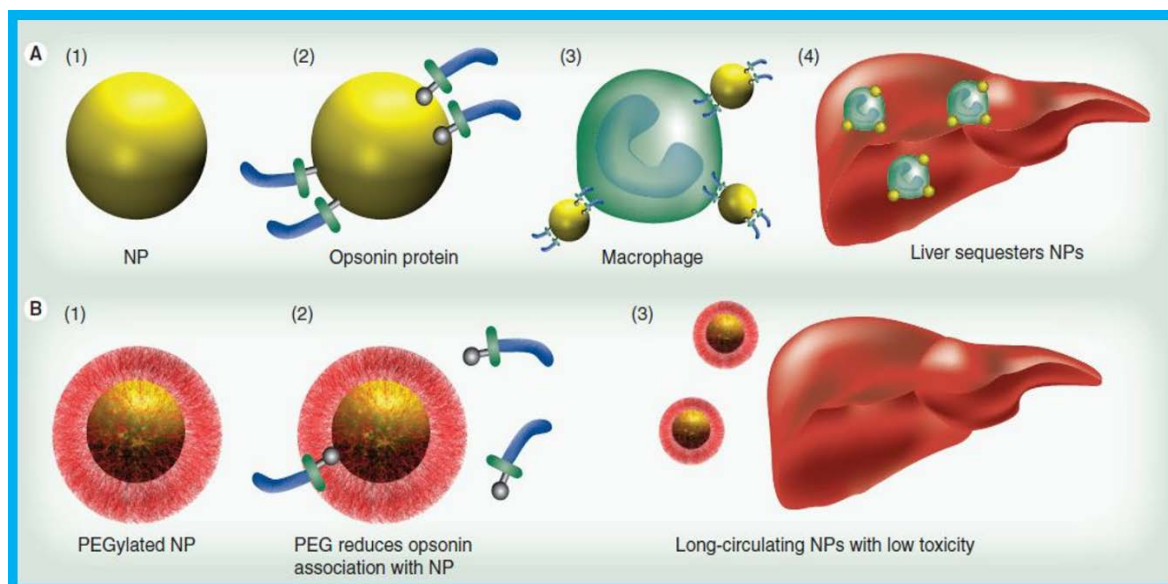 A
(1)
(2)
(3)
(4)
NP
Opsonin protein
Macrophage
Liver sequesters NPs
B
(1)
(2)
(3)
PEGylated NP
PEG reduces opsonin
association with NP
Long-circulating NPs with low toxicity